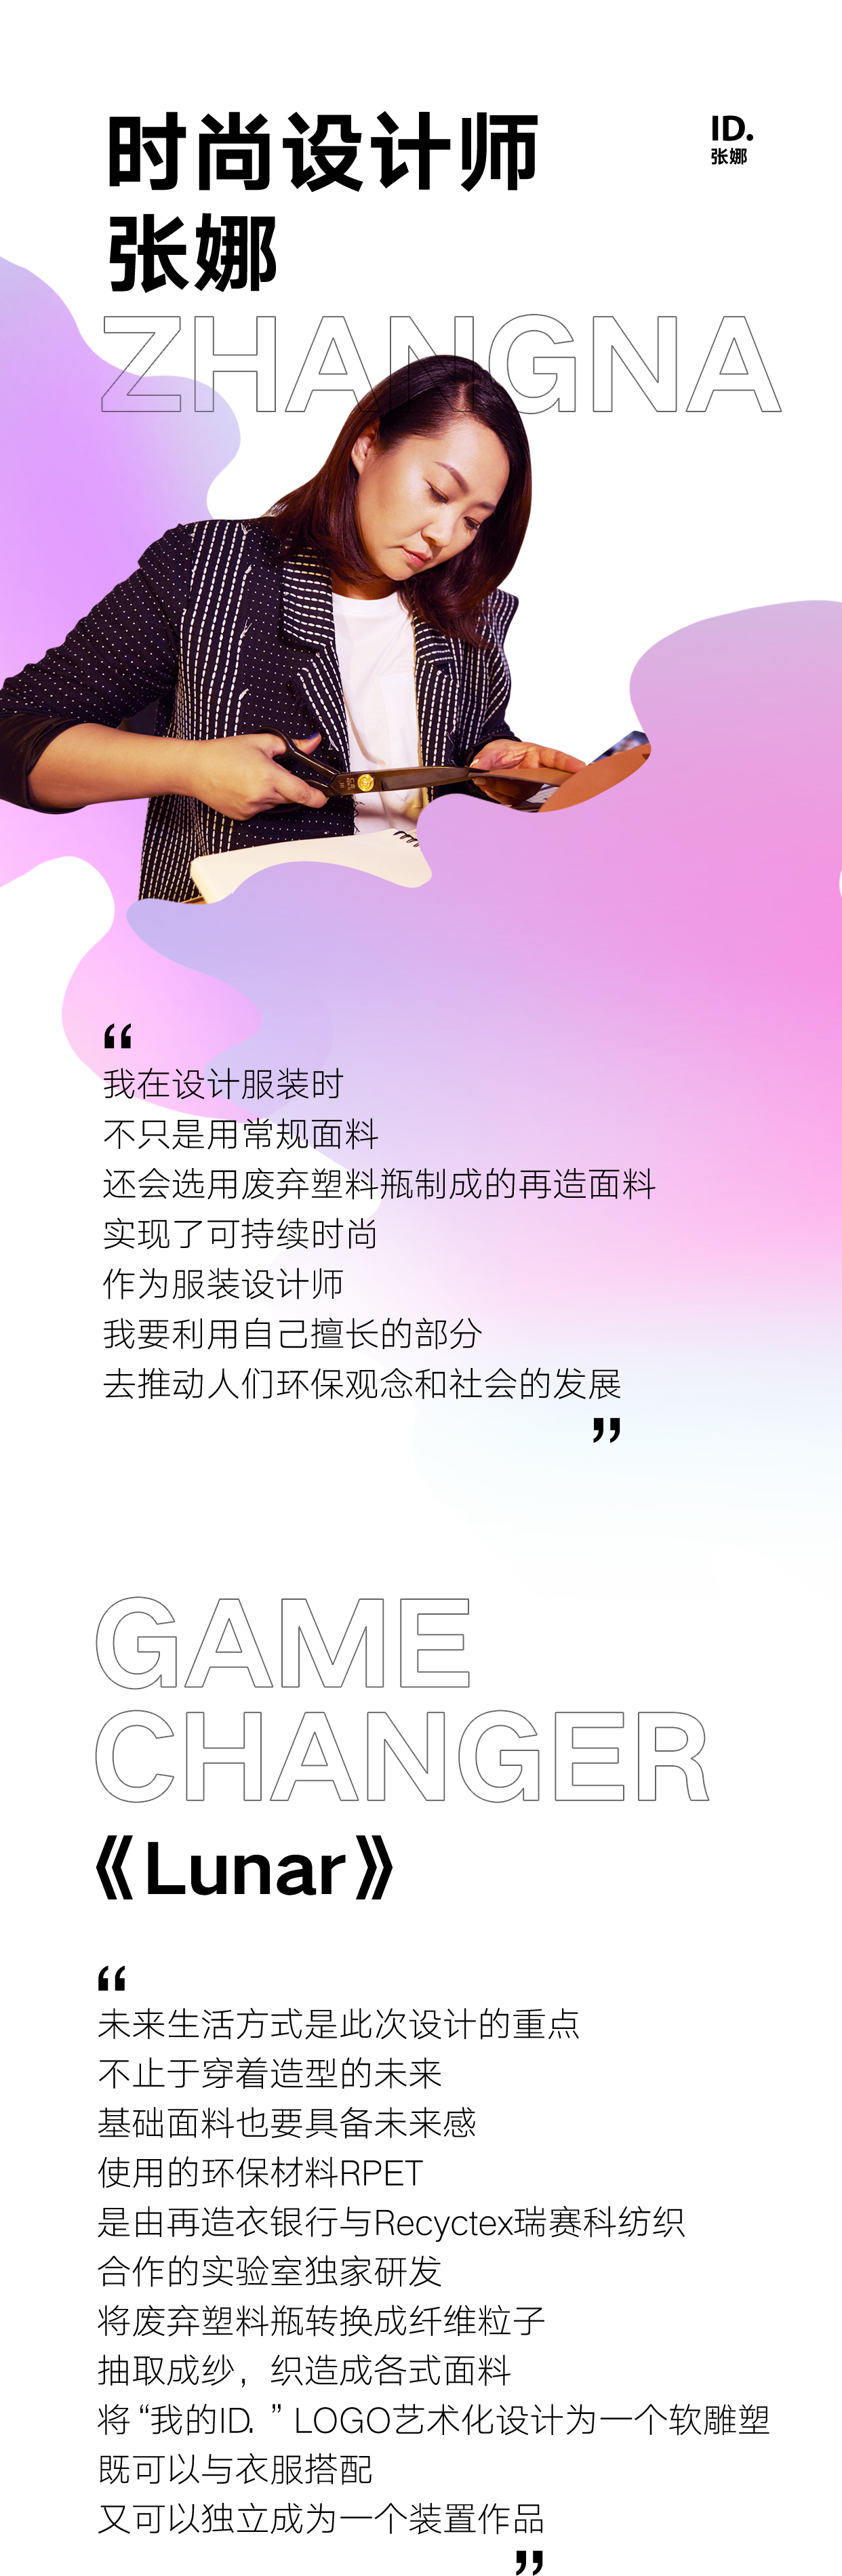 时尚设计师
ID.
张娜
张娜
ZHANGNA
“
我在设计服装时
不只是用常规面料
还会选用废弃塑料瓶制成的再造面料
实现了可持续时尚
作为服装设计师
我要利用自己擅长的部分
去推动人们环保观念和社会的发展
”
GAME
CHANGER
《Lunar》
“
未来生活方式是此次设计的重点
不止于穿着造型的未来
基础面料也要具备未来感
使用的环保材料RPET
是由再造衣银行与Recyctex瑞赛科纺织
合作的实验室独家研发
将废弃塑料瓶转换成纤维粒子
抽取成纱，织造成各式面料
将“我的ID. ”LOGO艺术化设计为一个软雕塑
既可以与衣服搭配
又可以独立成为一个装置作品
”